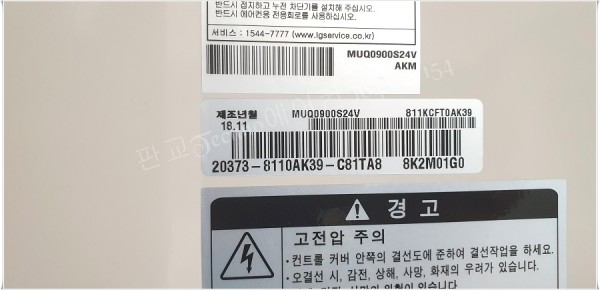 반드시 정지하고 누전 차단기를 설치해 주십시오.
반드시 에어컨용 전용회로를 사용하십시오.
서비스 : 1544-7777 (www.lgservice.co.kr)
MUQ0900S24V
AKM
제조년월
MUQ0900S24V
811KCFT0AK39
18.11
20373-8110AK39-C81TA8 8K2M01G0
경고
고전압 주의
•컨트롤 커버 안쪽의 결선도에 준하여 결선작업을 하세요.
•오결선 시, 감전, 상해, 사망, 화재의 우려가 있습니다.